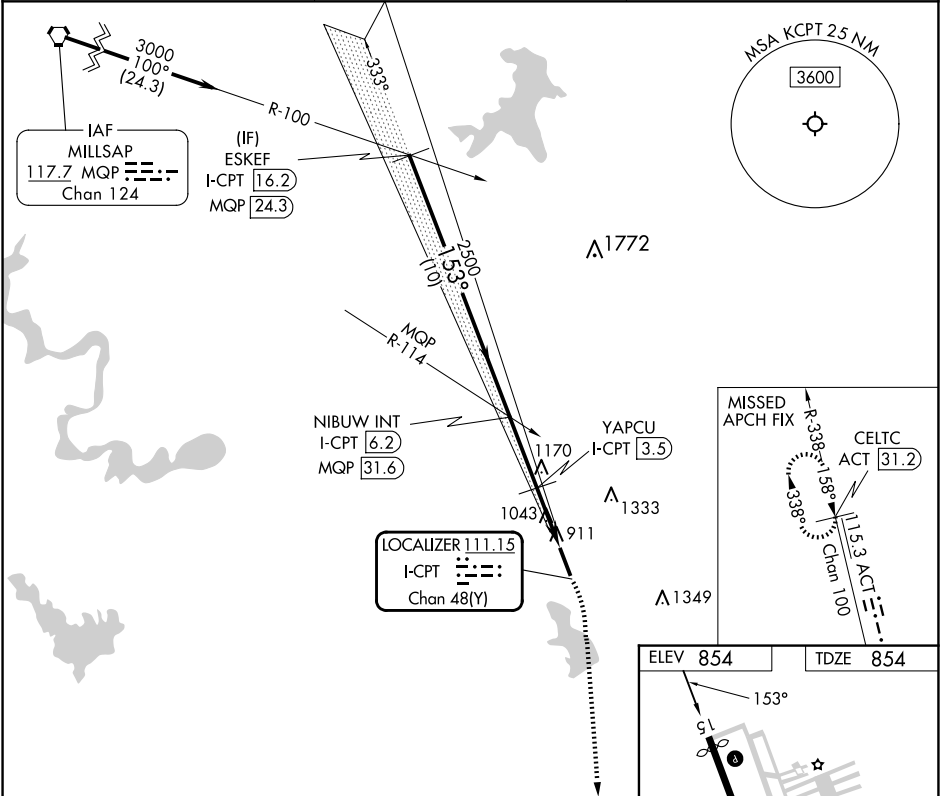 3000
100°
(24.3)
R-100
IAF
MILLSAP
117.7 MQP
Chan 124
(IF)
ESKEF
I-CPT 16.2
MQP 24.3
333°
MSA KCPT 25 NM
3600
2500
153°
(10)
1772
MQP
R-114
NIBUW INT
I-CPT 6.2
MQP 31.6
YAPCU
I-CPT 3.5
1170
1333
1043
911
LOCALIZER 111.15
I-CPT
Chan 48(Y)
1349
MISSED
APCH FIX
R-338
158°
338°
CELTC
ACT 31.2
115.3 ACT
Chan 100
ELEV 854
TDZE 854
153°
15
P